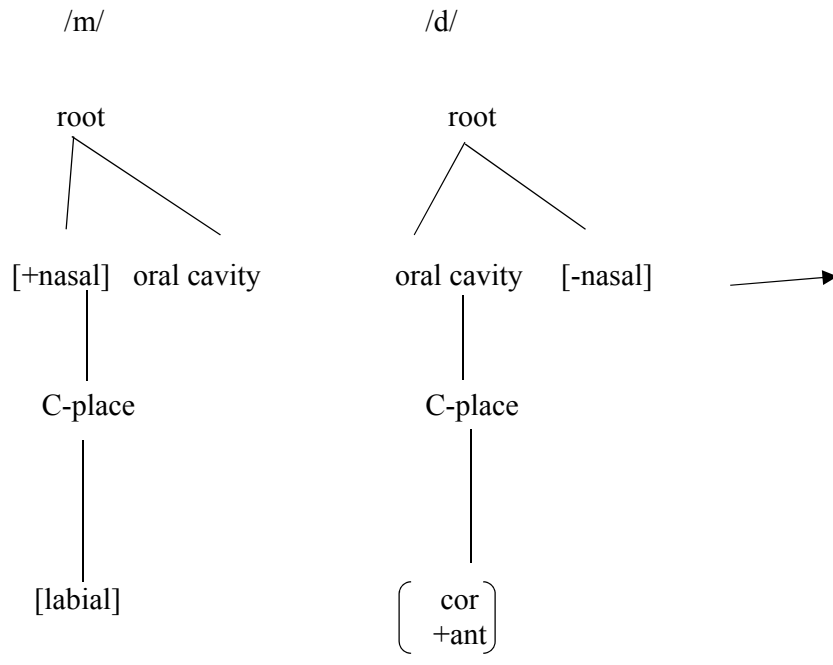 /m/ /d/
root root
[+nasal] oral cavity oral cavity [-nasal]
C-place C-place
[labial] cor
+ant